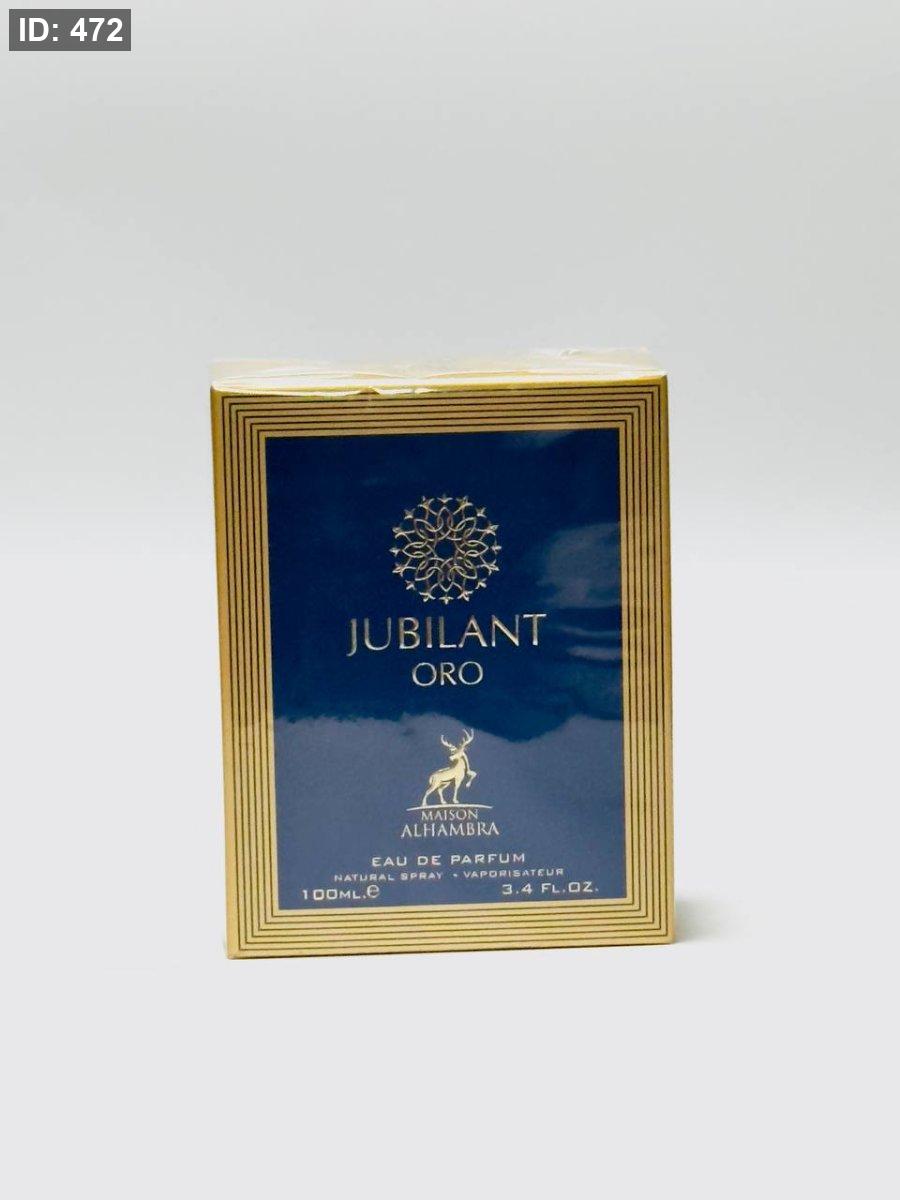 ID: 472
JUBILANT
ORO
MAISON
ALHAMBRA
EAU DE PARFUM
NATURAL SPRAY • VAPORISATEUR
100ML.e 3.4 FL.OZ.